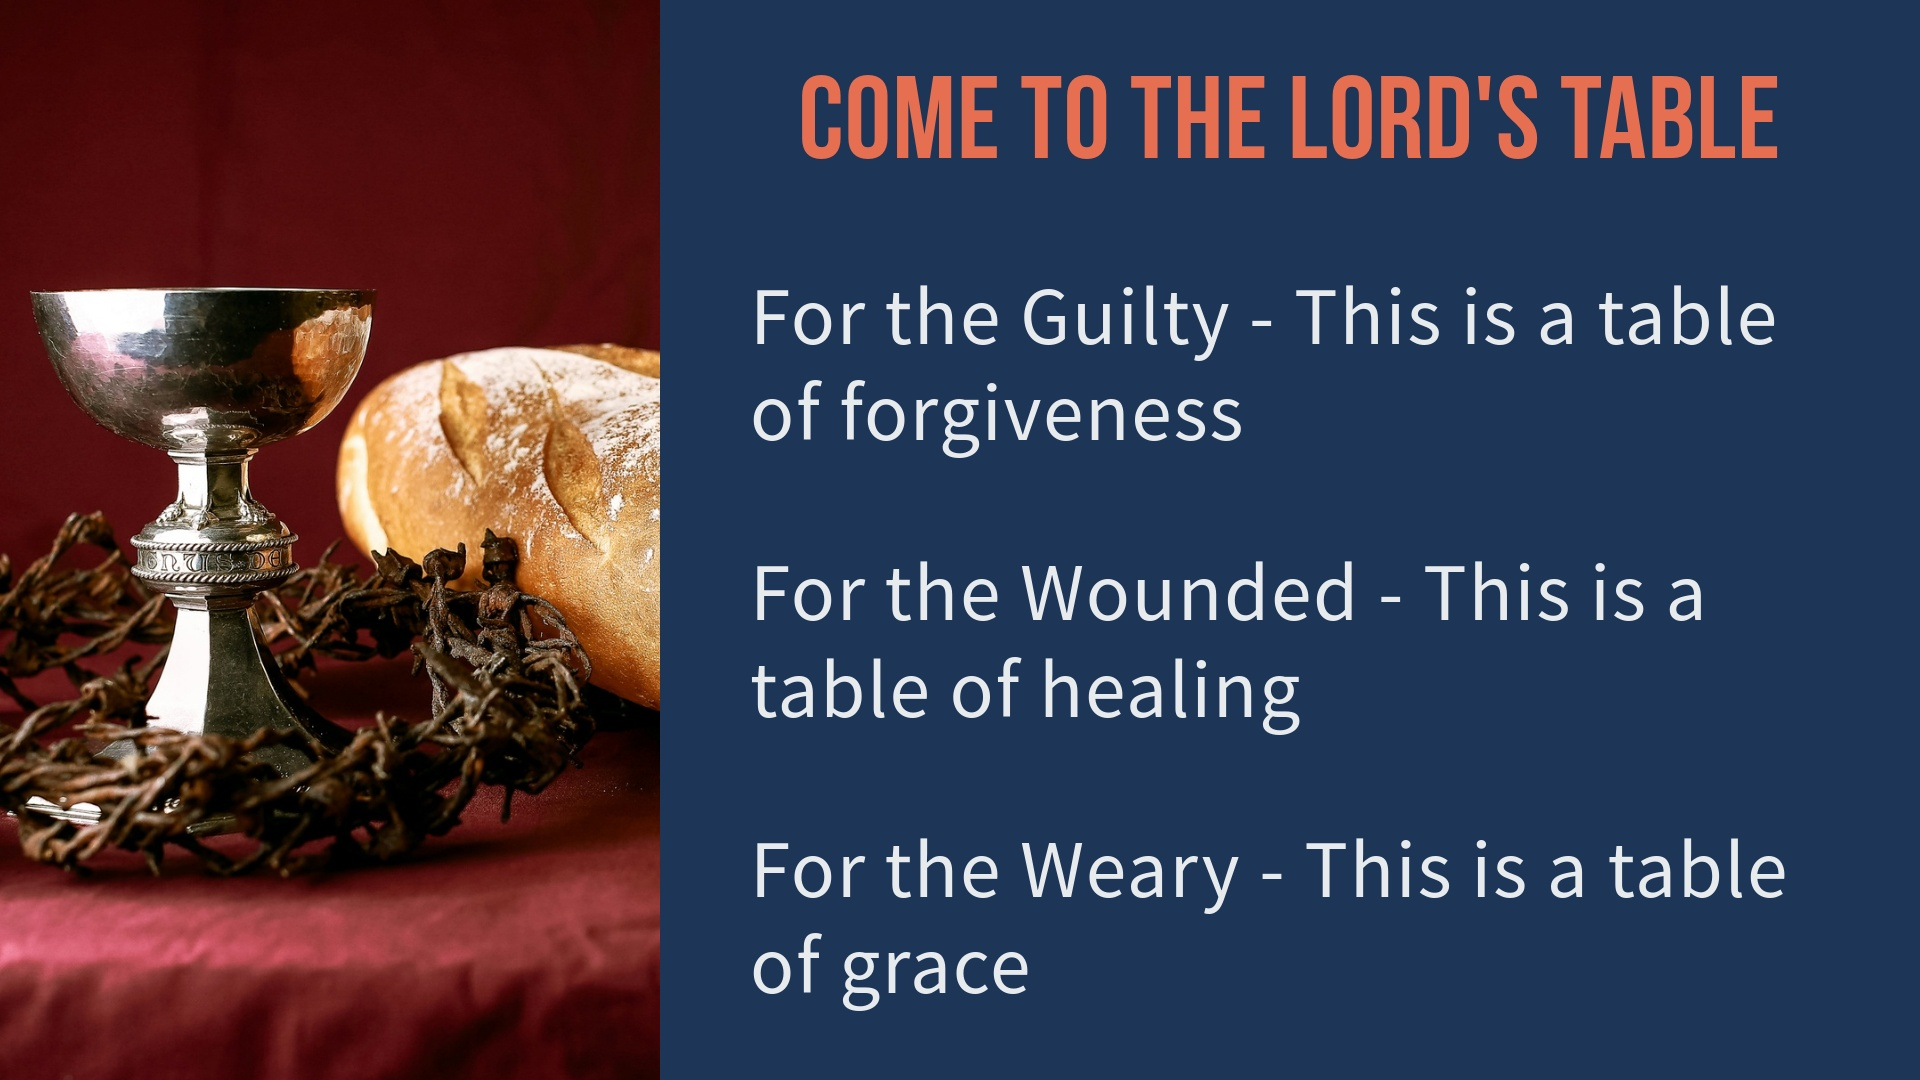 COME TO THE LORD'S TABLE
For the Guilty - This is a table
of forgiveness
For the Wounded - This is a
table of healing
For the Weary - This is a table
of grace